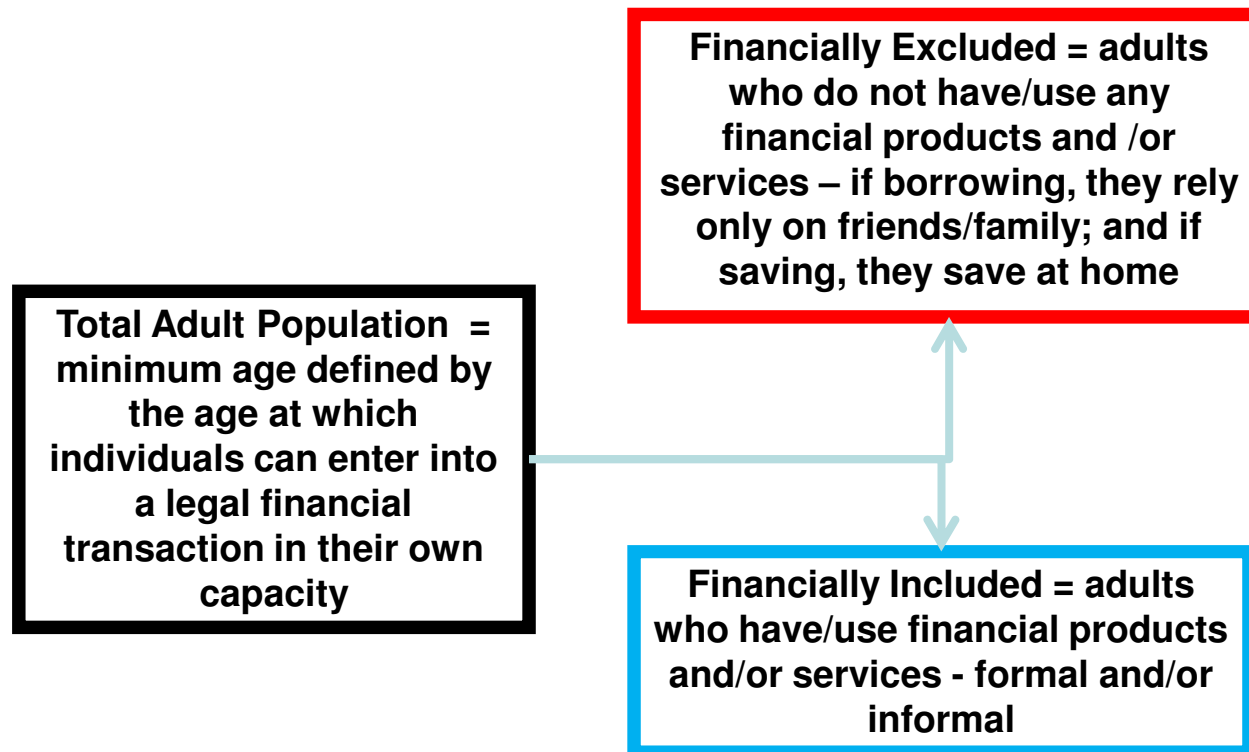 Financially Excluded = adults
who do not have/use any
financial products and /or
services – if borrowing, they rely
only on friends/family; and if
saving, they save at home
Total Adult Population =
minimum age defined by
the age at which
individuals can enter into
a legal financial
transaction in their own
capacity
Financially Included = adults
who have/use financial products
and/or services - formal and/or
informal